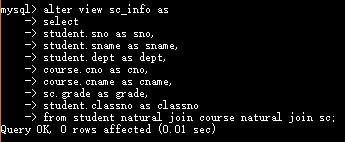 mysql> alter view sc_info as
    -> select
    -> student.sno as sno,
    -> student.sname as sname,
    -> student.dept as dept,
    -> course.cno as cno,
    -> course.cname as cname,
    -> sc.grade as grade,
    -> student.classno as classno
    -> from student natural join course natural join sc;
Query OK, 0 rows affected (0.01 sec)